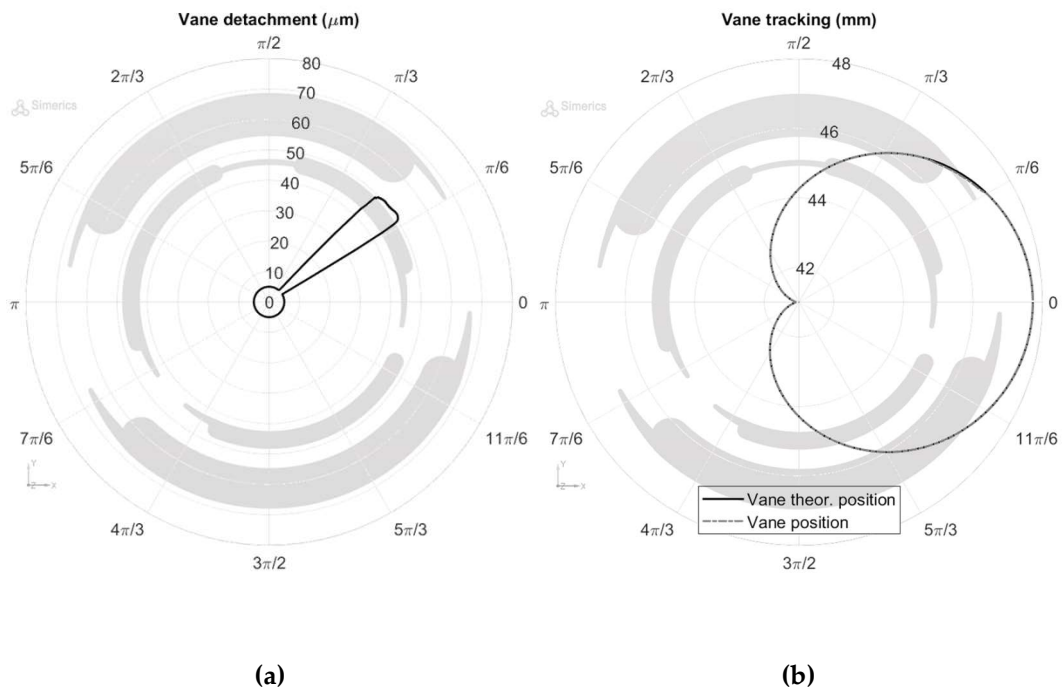 Vane detachment (μm)
π/2
80
70
60
50
40
30
20
10
0
π/3
π/6
0
11π/6
5π/3
3π/2
4π/3
7π/6
π
5π/6
2π/3
Simerics
Y
Z
X
(a)
Vane tracking (mm)
π/2
48
46
44
42
π/3
π/6
0
11π/6
5π/3
3π/2
4π/3
7π/6
π
5π/6
2π/3
Simerics
Y
Z
X
Vane theor. position
Vane position
(b)